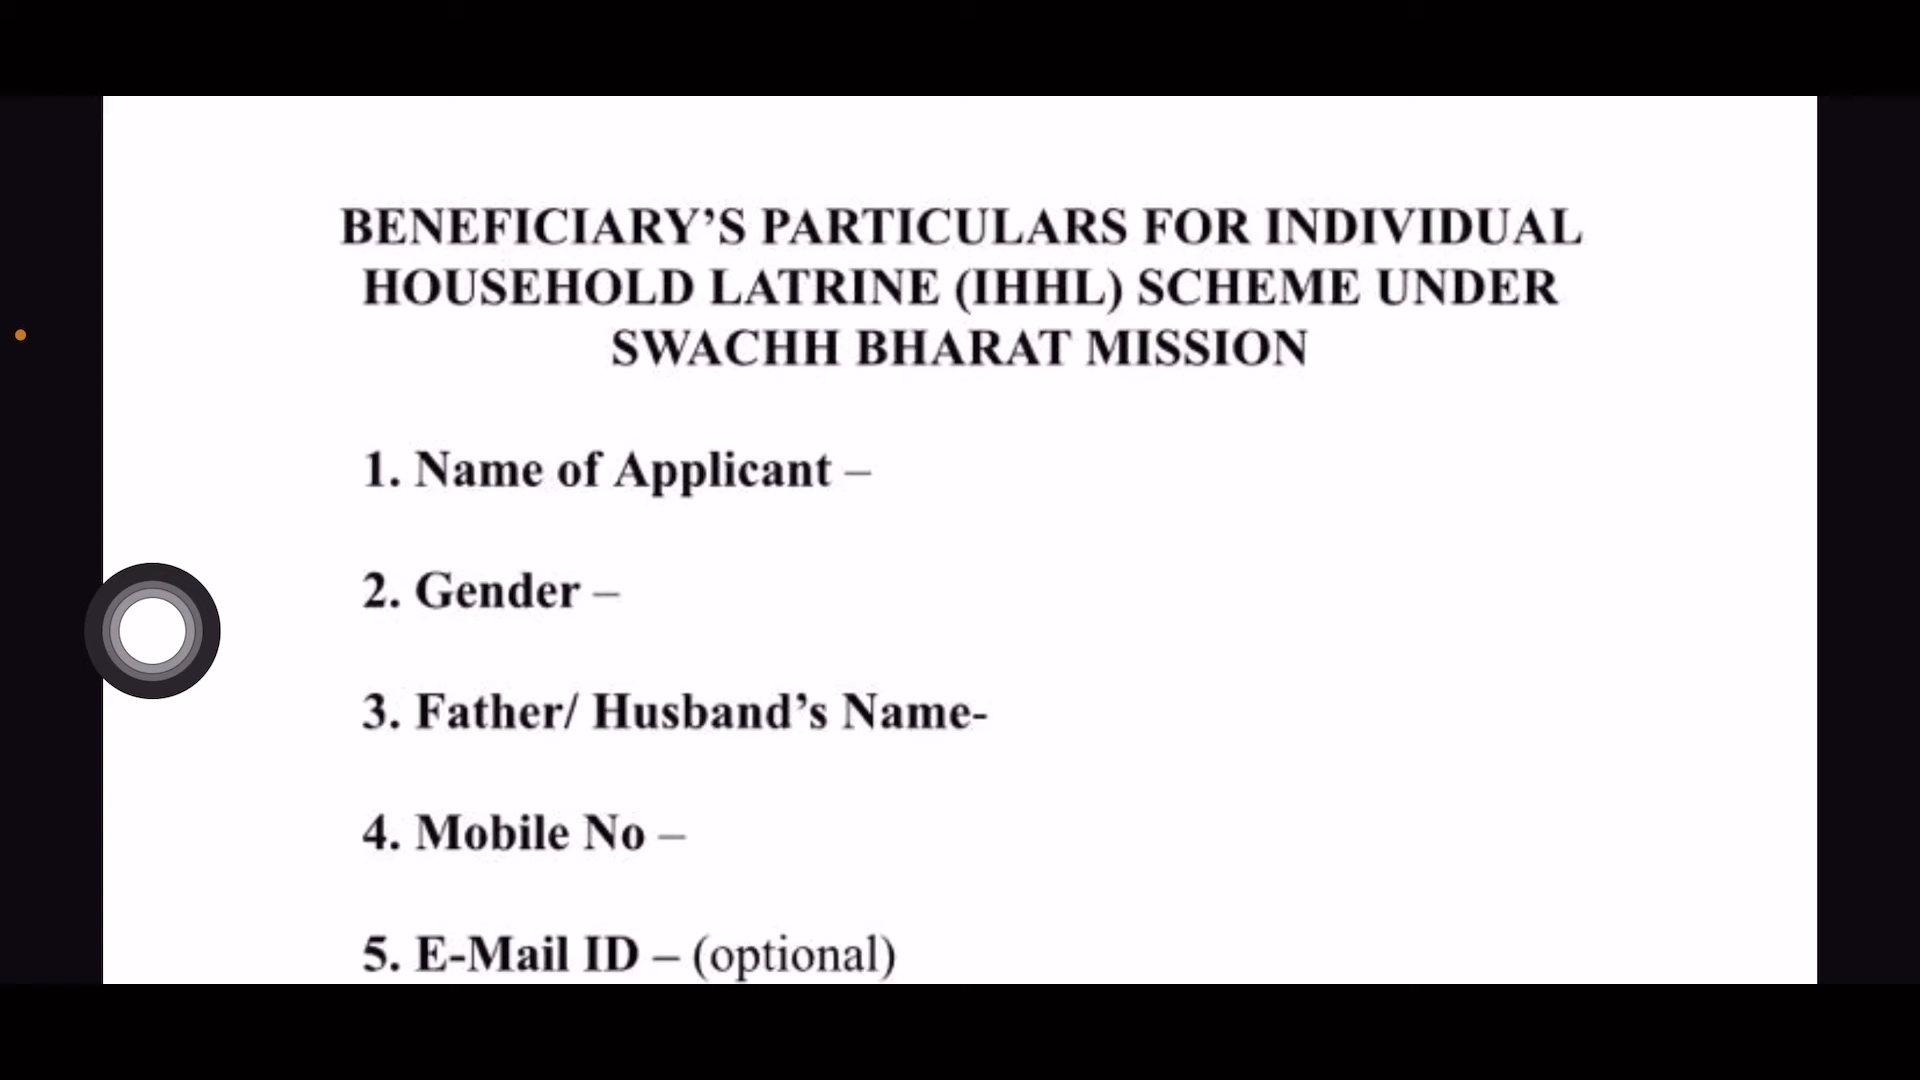 BENEFICIARY’S PARTICULARS FOR INDIVIDUAL
HOUSEHOLD LATRINE (IHHL) SCHEME UNDER
SWACHH BHARAT MISSION
1. Name of Applicant –
2. Gender –
3. Father/ Husband’s Name-
4. Mobile No –
5. E-Mail ID – (optional)